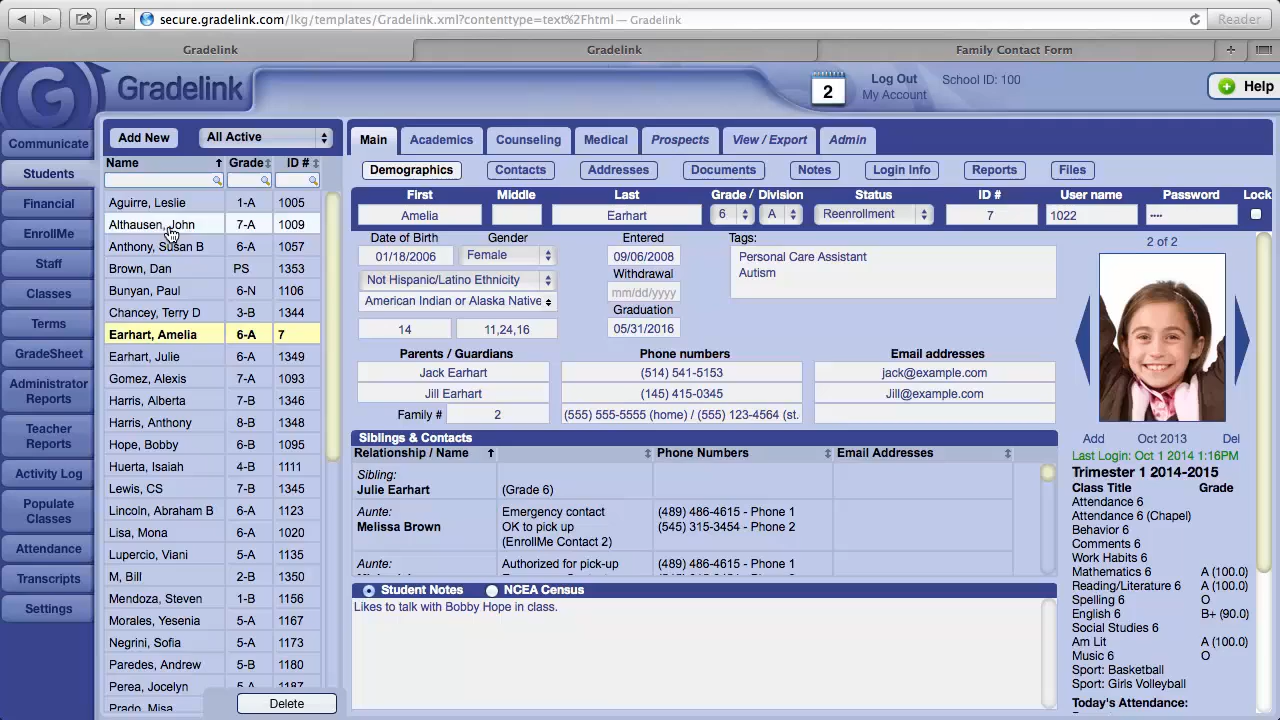 secure.gradelink.com/lkg/templates/Gradelink.xml?contenttype=text%2Fhtml — Gradelink
Reader
Gradelink
Gradelink
Family Contact Form
G Gradelink
2
Log Out
My Account
School ID: 100
Help
Communicate
Students
Financial
EnrollMe
Staff
Classes
Terms
GradeSheet
Administrator
Reports
Teacher
Reports
Activity Log
Populate
Classes
Attendance
Transcripts
Settings
Add New
All Active
Name Grade ID #
Aguirre, Leslie 1-A 1005
Althausen, John 7-A 1009
Anthony, Susan B 6-A 1057
Brown, Dan PS 1353
Bunyan, Paul 6-N 1106
Chancey, Terry D 3-B 1344
Earhart, Amelia 6-A 7
Earhart, Julie 6-A 1349
Gomez, Alexis 7-A 1093
Harris, Alberta 7-B 1346
Harris, Anthony 8-B 1348
Hope, Bobby 6-B 1095
Huerta, Isaiah 4-B 1111
Lewis, CS 7-B 1345
Lincoln, Abraham B 6-A 1123
Lisa, Mona 6-A 1020
Lupercio, Viani 5-A 1135
M, Bill 2-B 1350
Mendoza, Steven 1-B 1156
Morales, Yesenia 5-A 1167
Negrini, Sofia 5-A 1173
Paredes, Andrew 5-B 1180
Perea, Jocelyn 5-A 1187
Prado, Misa
Delete
Main Academics Counseling Medical Prospects View / Export Admin
Demographics Contacts Addresses Documents Notes Login Info Reports Files
First Middle Last Grade / Division Status ID # User name Password Lock
Amelia Earhart 6 A Reenrollment 7 1022 ••••
Date of Birth Gender Entered Tags:
01/18/2006 Female 09/06/2008 Personal Care Assistant
Autism
Not Hispanic/Latino Ethnicity Withdrawal
American Indian or Alaska Native mm/dd/yyyy
Graduation
14 11,24,16 05/31/2016
Parents / Guardians Phone numbers Email addresses
Jack Earhart (514) 541-5153 jack@example.com
Jill Earhart (145) 415-0345 Jill@example.com
Family # 2 (555) 555-5555 (home) / (555) 123-4564 (st.
Siblings & Contacts
Relationship / Name Phone Numbers Email Addresses
Sibling:
Julie Earhart (Grade 6)
Aunte: Emergency contact (489) 486-4615 - Phone 1
Melissa Brown OK to pick up (545) 315-3454 - Phone 2
(EnrollMe Contact 2)
Aunte: Authorized for pick-up (489) 486-4615 - Phone 1
Student Notes NCEA Census
Likes to talk with Bobby Hope in class.
2 of 2
Add Oct 2013 Del
Last Login: Oct 1 2014 1:16PM
Trimester 1 2014-2015
Class Title Grade
Attendance 6
Attendance 6 (Chapel)
Behavior 6
Comments 6
Work Habits 6
Mathematics 6 A (100.0)
Reading/Literature 6 A (100.0)
Spelling 6 O
English 6 B+ (90.0)
Social Studies 6
Am Lit A (100.0)
Music 6 O
Sport: Basketball
Sport: Girls Volleyball
Today's Attendance: